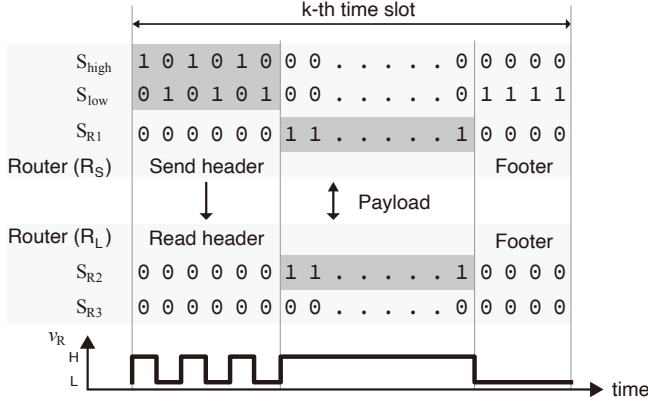 k-th time slot
S_high 1 0 1 0 1 0 0 0 . . . . . 0 0 0 0 0
S_low 0 1 0 1 0 1 0 0 . . . . . 0 1 1 1 1
S_R1 0 0 0 0 0 0 1 1 . . . . . 1 0 0 0 0
Router (R_S) Send header Footer
Payload
Router (R_L) Read header Footer
S_R2 0 0 0 0 0 0 1 1 . . . . . 1 0 0 0 0
S_R3 0 0 0 0 0 0 0 0 . . . . . 0 0 0 0 0
v_R
H
L
time